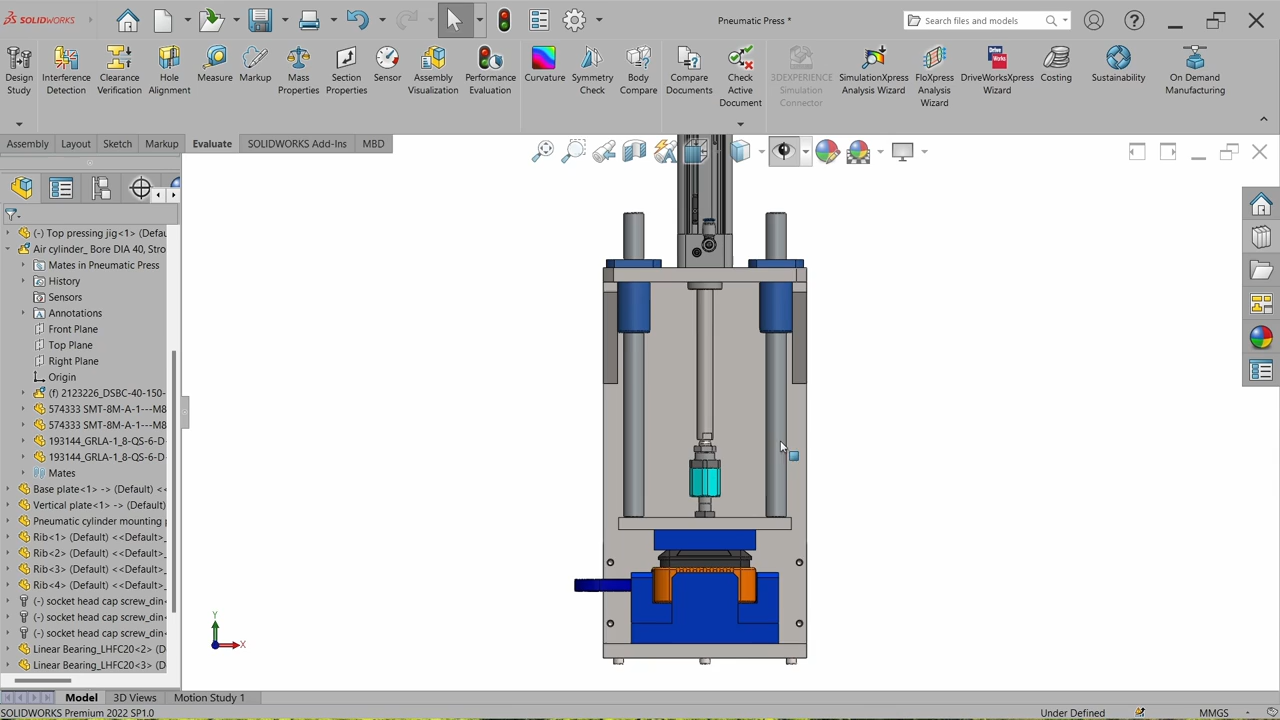 SOLIDWORKS
Pneumatic Press *
Search files and models
Design Study
Interference Detection
Clearance Verification
Hole Alignment
Measure
Markup
Mass Properties
Section Properties
Sensor
Assembly Visualization
Performance Evaluation
Curvature
Symmetry Check
Body Compare
Compare Documents
Check Active Document
3DEXPERIENCE Simulation Connector
SimulationXpress Analysis Wizard
FloXpress Analysis Wizard
DriveWorksXpress Wizard
Costing
Sustainability
On Demand Manufacturing
Assembly Layout Sketch Markup Evaluate SOLIDWORKS Add-Ins MBD
(-) Top pressing jig<1> (Defau
Air cylinder_ Bore DIA 40, Stro
Mates in Pneumatic Press
History
Sensors
Annotations
Front Plane
Top Plane
Right Plane
Origin
(f) 2123226_DSBC-40-150-
574333 SMT-8M-A-1---M8
574333 SMT-8M-A-1---M8
193144_GRLA-1_8-QS-6-D
193144_GRLA-1_8-QS-6-D
Mates
Base plate<1> -> (Default) <<
Vertical plate<1> -> (Default)
Pneumatic cylinder mounting
Rib<1> (Default) <<Default>_
Rib<2> (Default) <<Default>_
Rib<3> (Default) <<Default>_
<4> (Default) <<Default>_
(-) socket head cap screw_din
(-) socket head cap screw_din
(-) socket head cap screw_din
Linear Bearing_LHFC20<2> (D
Linear Bearing_LHFC20<3> (D
Y
X
Model 3D Views Motion Study 1
SOLIDWORKS Premium 2022 SP1.0
Under Defined
MMGS